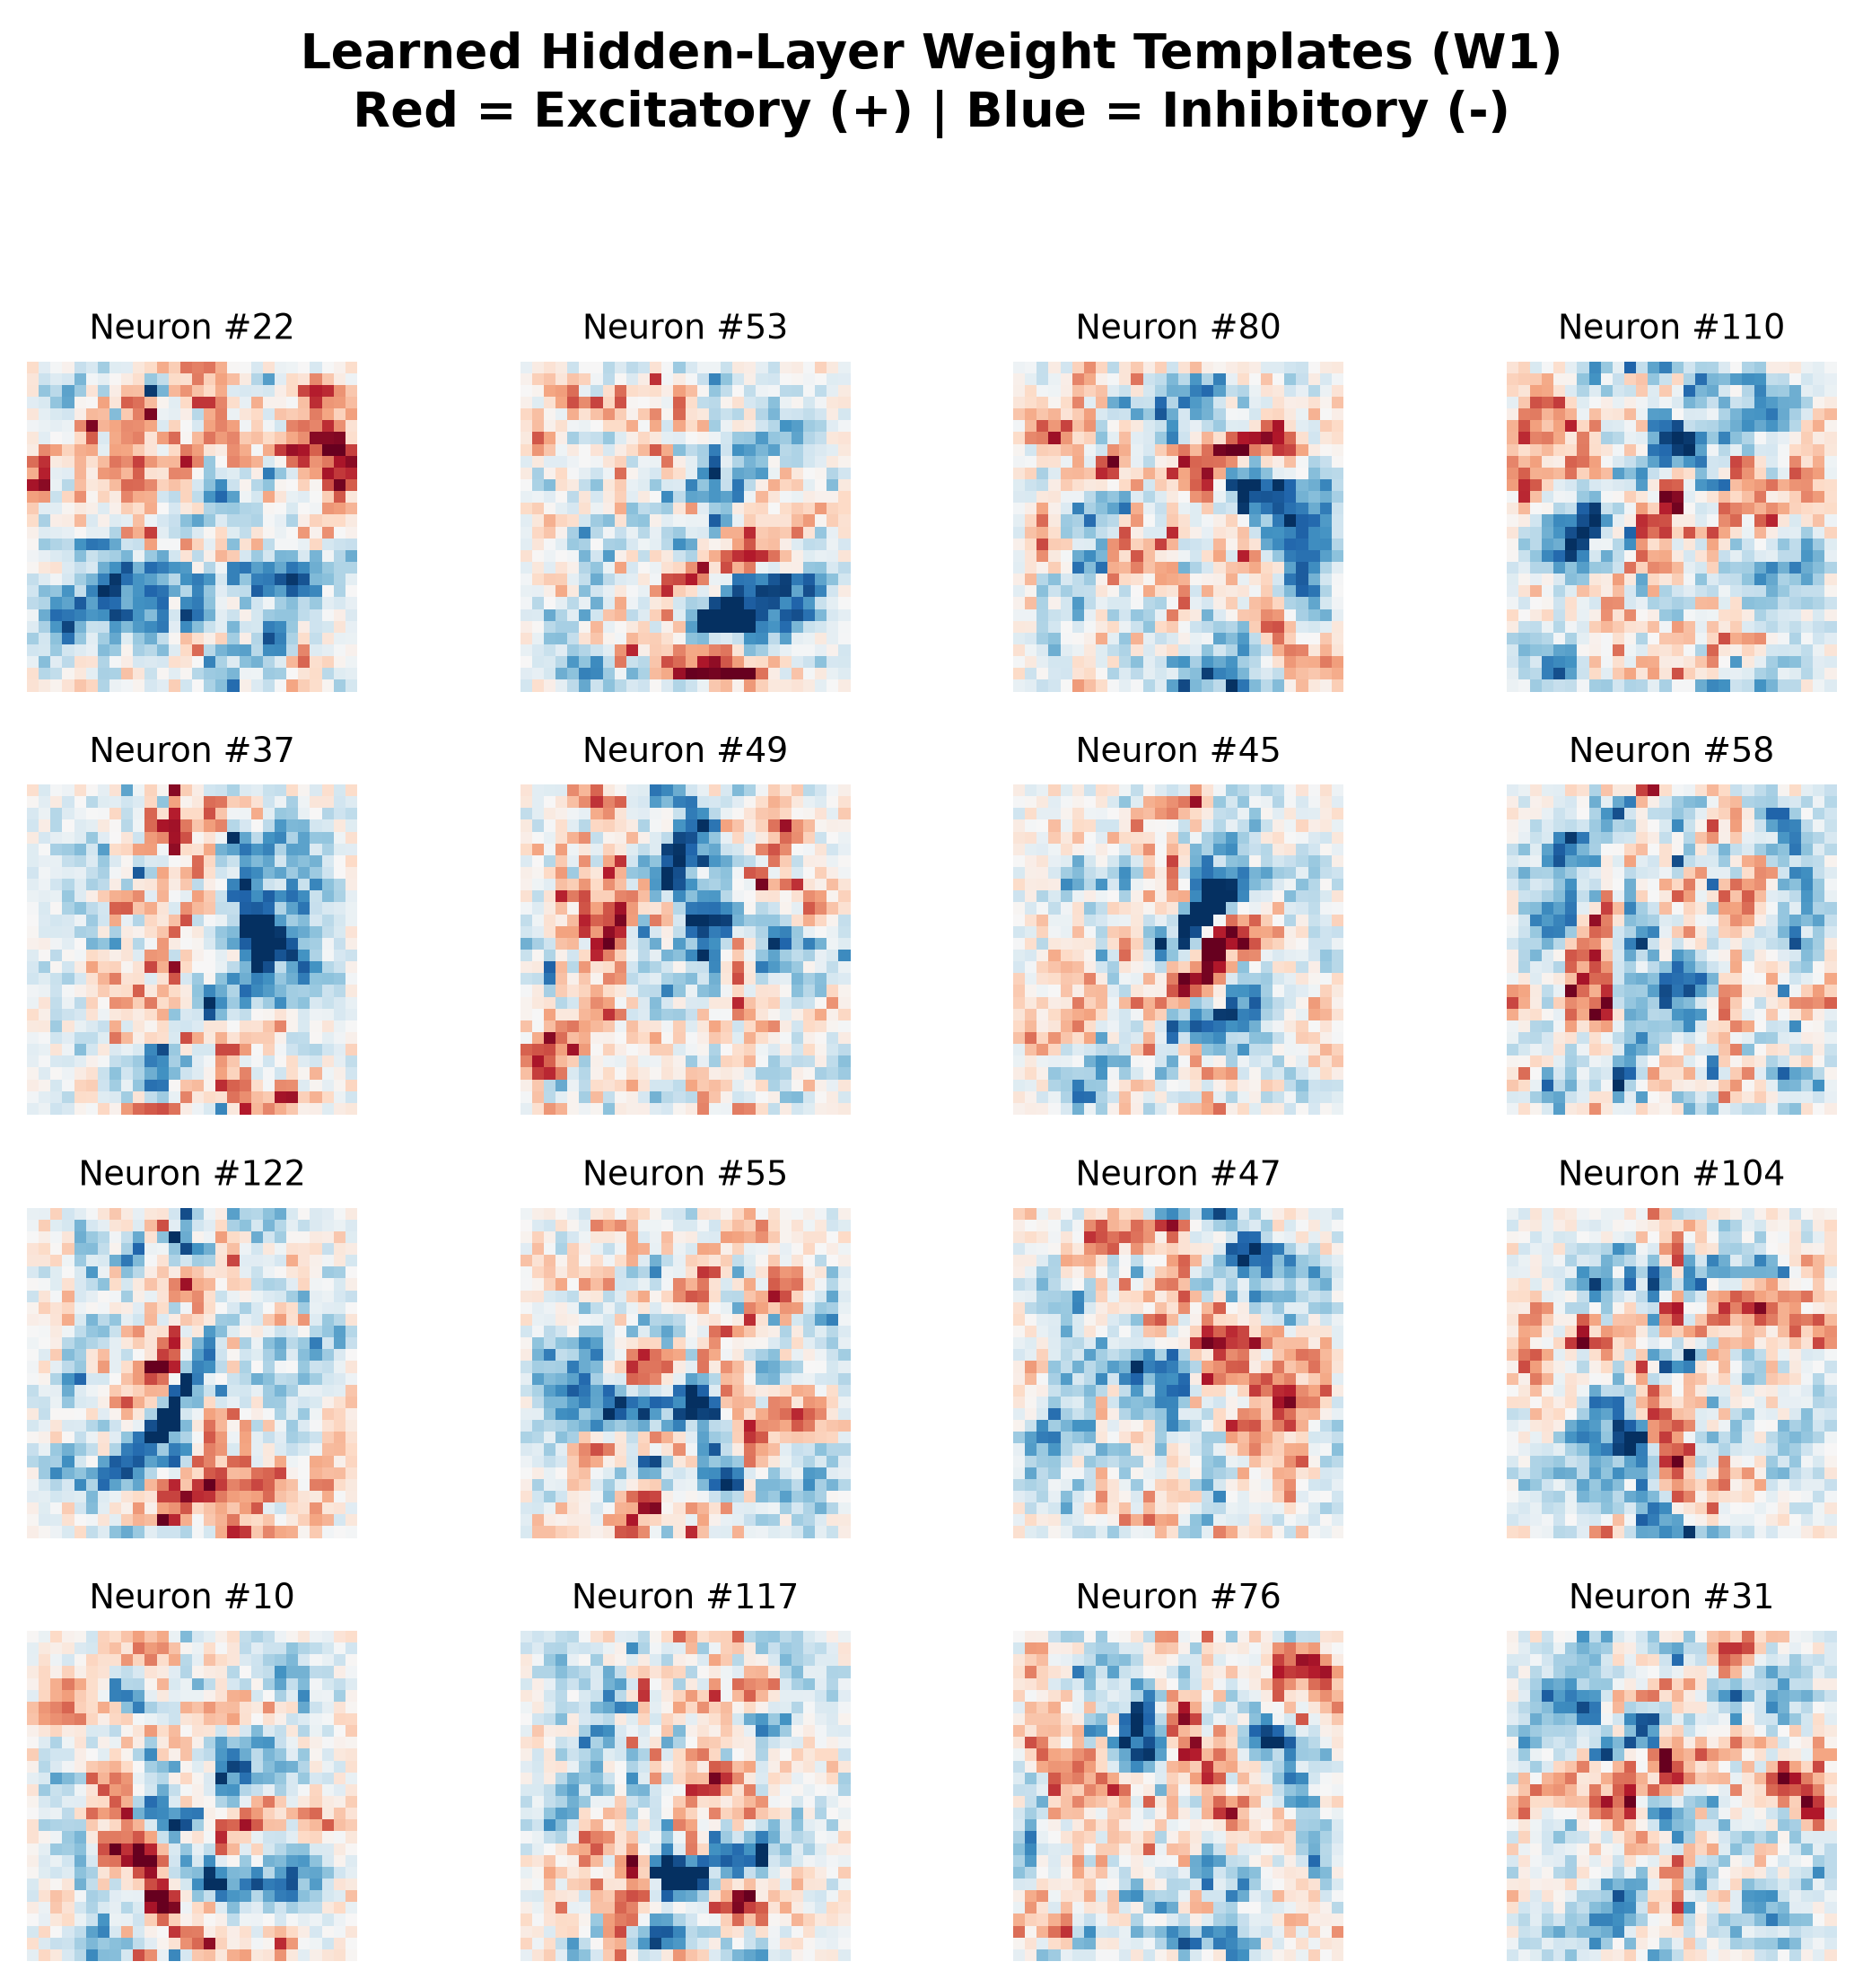 Learned Hidden-Layer Weight Templates (W1)
Red = Excitatory (+) | Blue = Inhibitory (-)
Neuron #22
Neuron #53
Neuron #80
Neuron #110
Neuron #37
Neuron #49
Neuron #45
Neuron #58
Neuron #122
Neuron #55
Neuron #47
Neuron #104
Neuron #10
Neuron #117
Neuron #76
Neuron #31